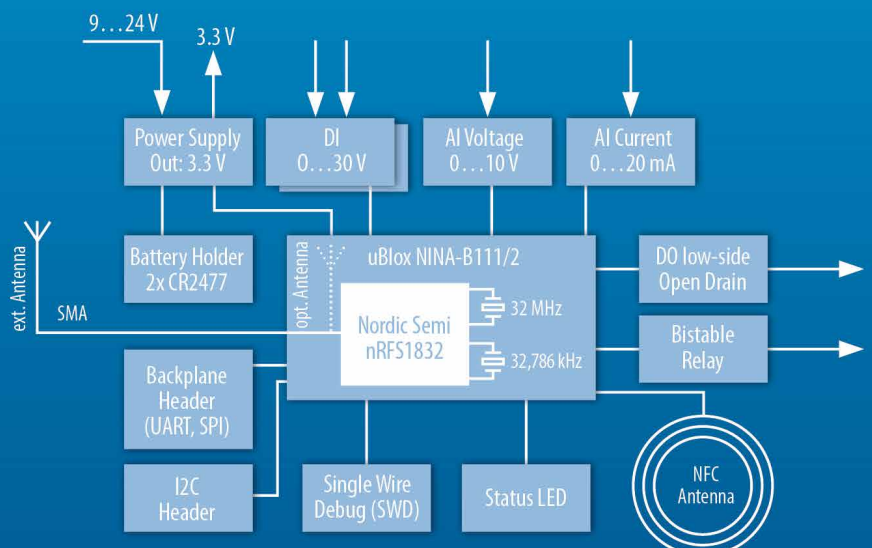 9...24 V
3.3 V
Power Supply
Out: 3.3 V
DI
0...30 V
AI Voltage
0...10 V
AI Current
0...20 mA
ext. Antenna
SMA
Battery Holder
2x CR2477
opt. Antenna
uBlox NINA-B111/2
Nordic Semi
nRFS1832
32 MHz
32,786 kHz
DO low-side
Open Drain
Bistable
Relay
Backplane
Header
(UART, SPI)
I2C
Header
Single Wire
Debug (SWD)
Status LED
NFC
Antenna